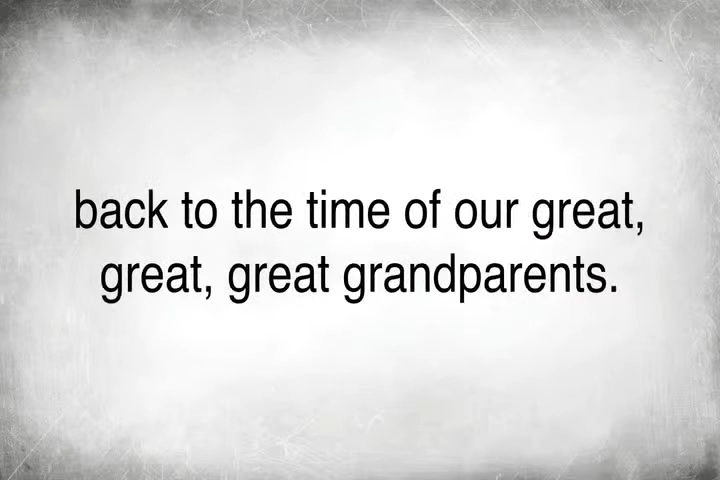 back to the time of our great,
great, great grandparents.